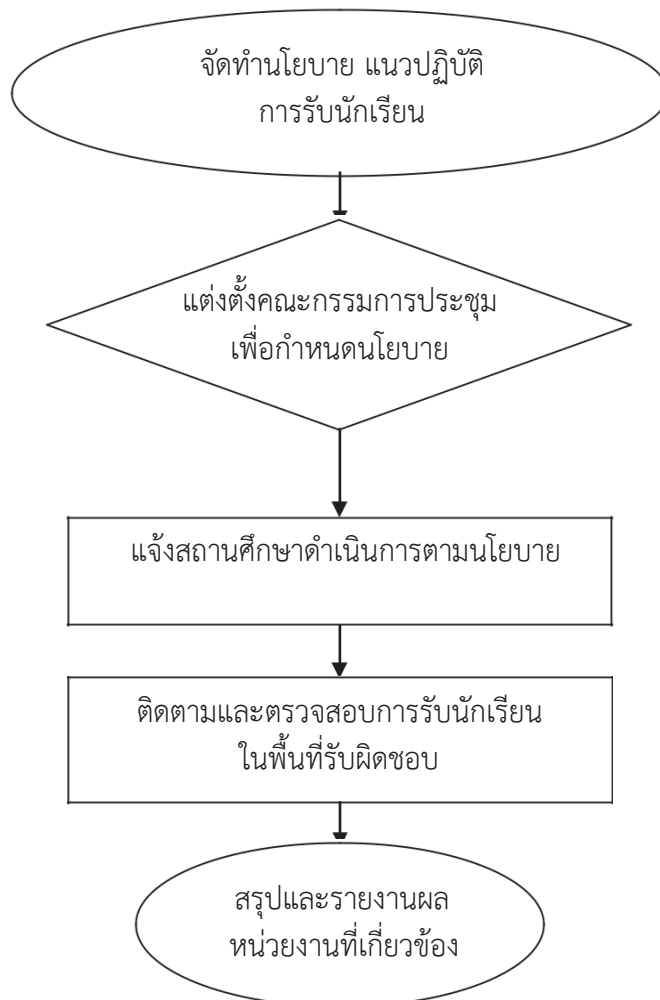 จัดทำนโยบาย แนวปฏิบัติ
การรับนักเรียน
แต่งตั้งคณะกรรมการประชุม
เพื่อกำหนดนโยบาย
แจ้งสถานศึกษาดำเนินการตามนโยบาย
ติดตามและตรวจสอบการรับนักเรียน
ในพื้นที่รับผิดชอบ
สรุปและรายงานผล
หน่วยงานที่เกี่ยวข้อง